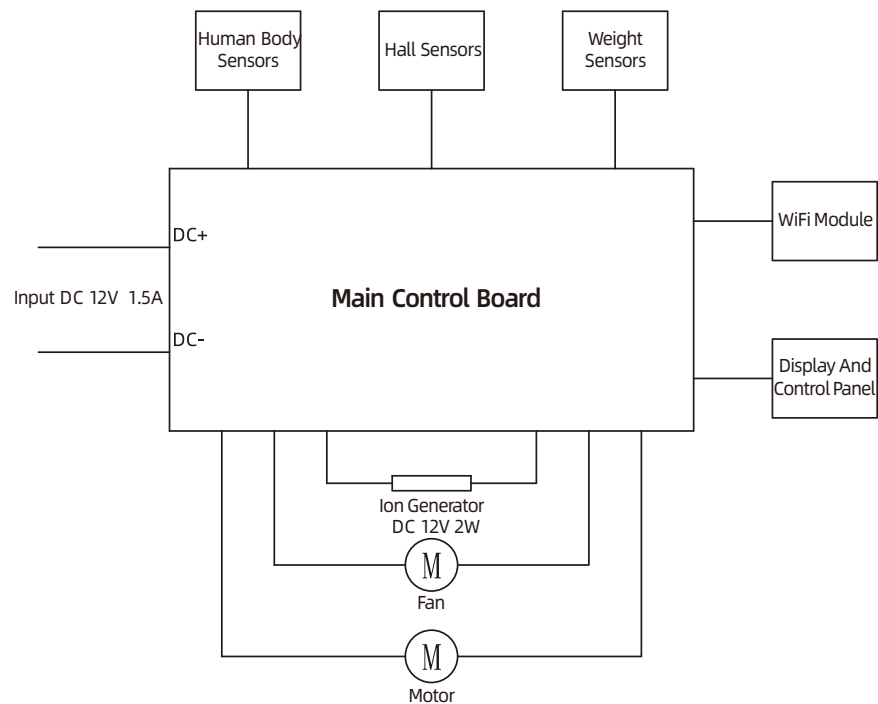 Human Body
Sensors
Hall Sensors
Weight
Sensors
WiFi Module
DC+
Input DC 12V 1.5A
Main Control Board
DC-
Display And
Control Panel
Ion Generator
DC 12V 2W
M
Fan
M
Motor